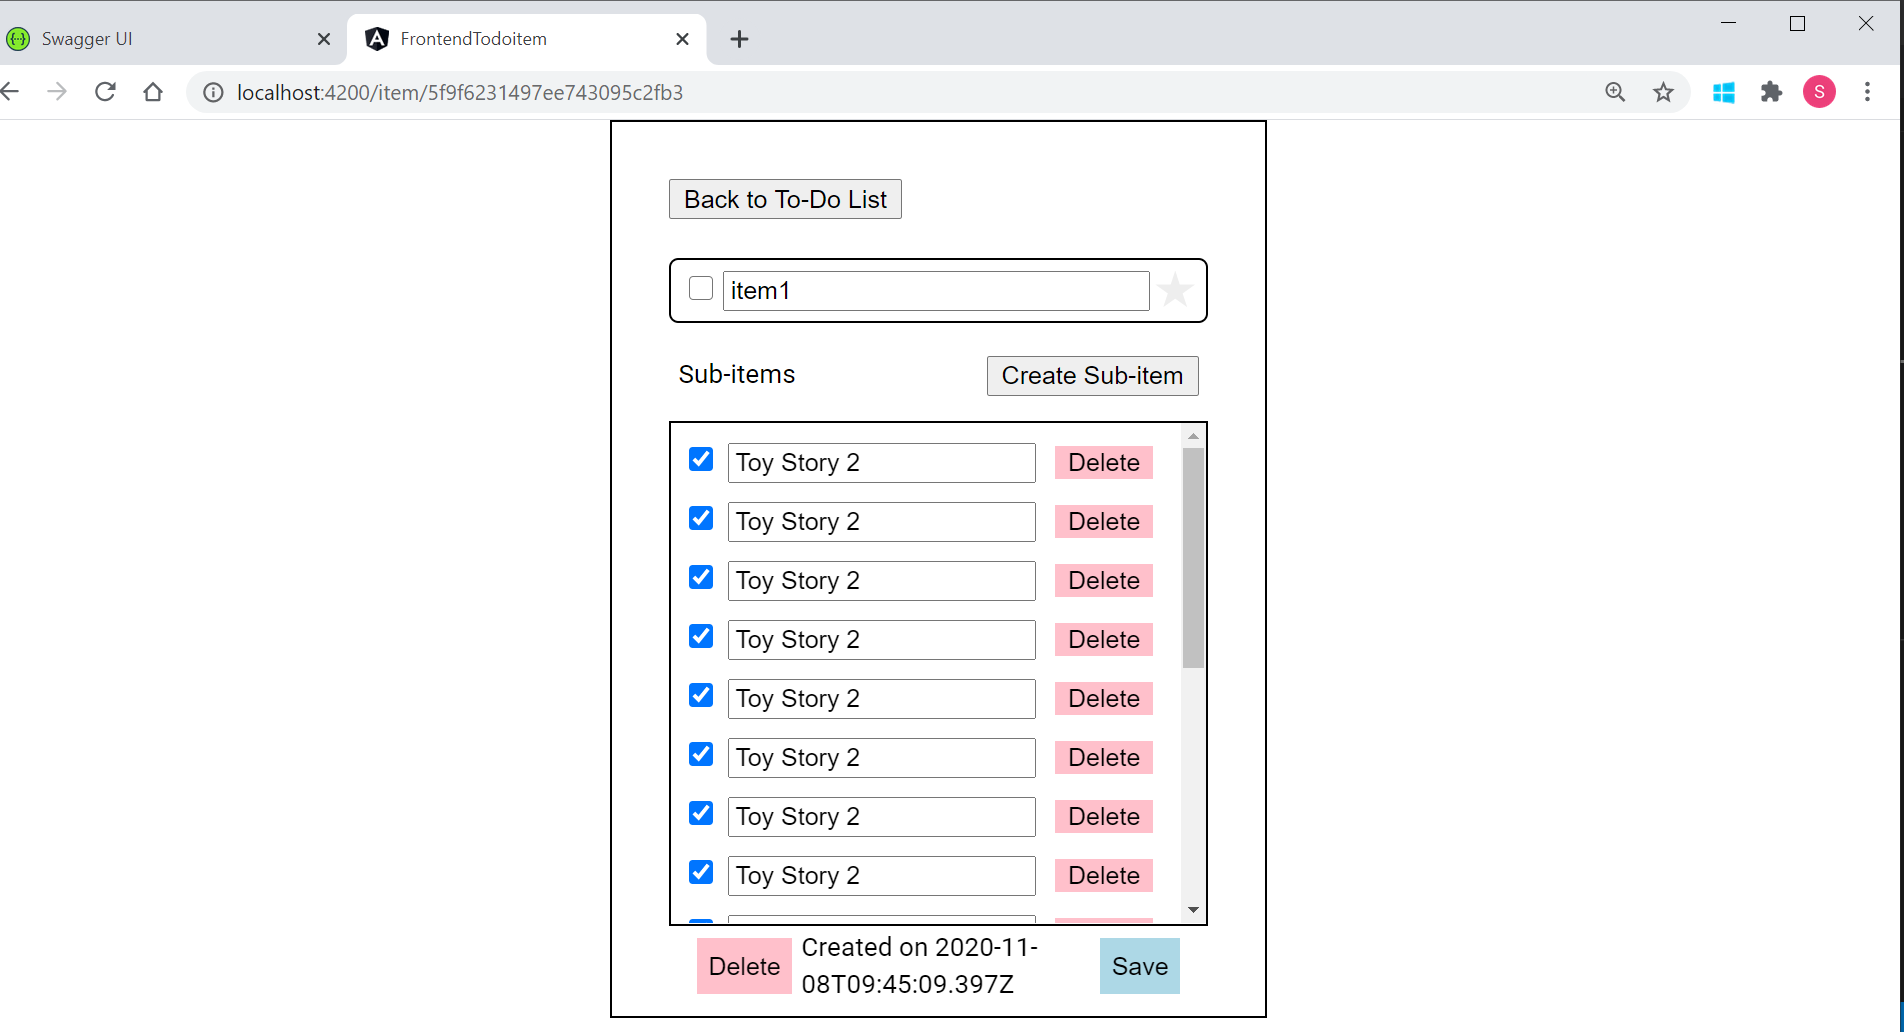 Swagger UI
FrontendTodoitem
localhost:4200/item/5f9f6231497ee743095c2fb3
S
Back to To-Do List
item1
Sub-items
Create Sub-item
Toy Story 2 Delete
Toy Story 2 Delete
Toy Story 2 Delete
Toy Story 2 Delete
Toy Story 2 Delete
Toy Story 2 Delete
Toy Story 2 Delete
Toy Story 2 Delete
Delete
Created on 2020-11-
08T09:45:09.397Z
Save